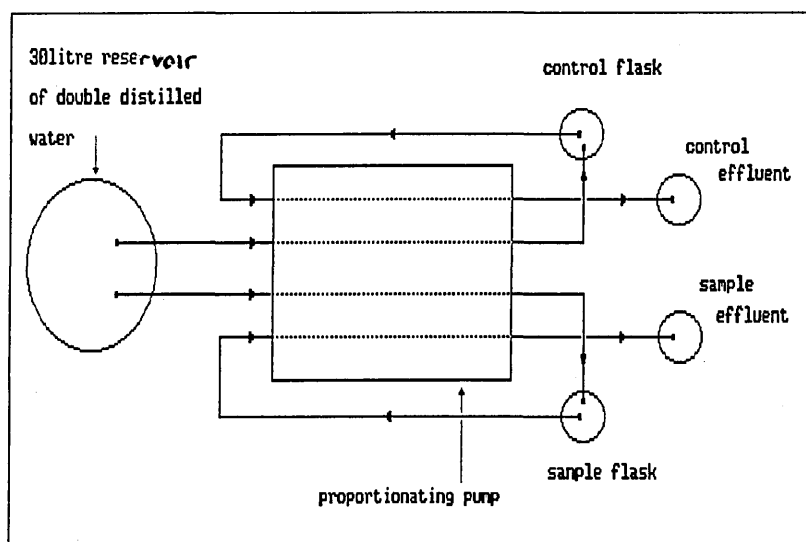 30litre reservoir
of double distilled
water
control flask
control
effluent
sample
effluent
sample flask
proportionating pump